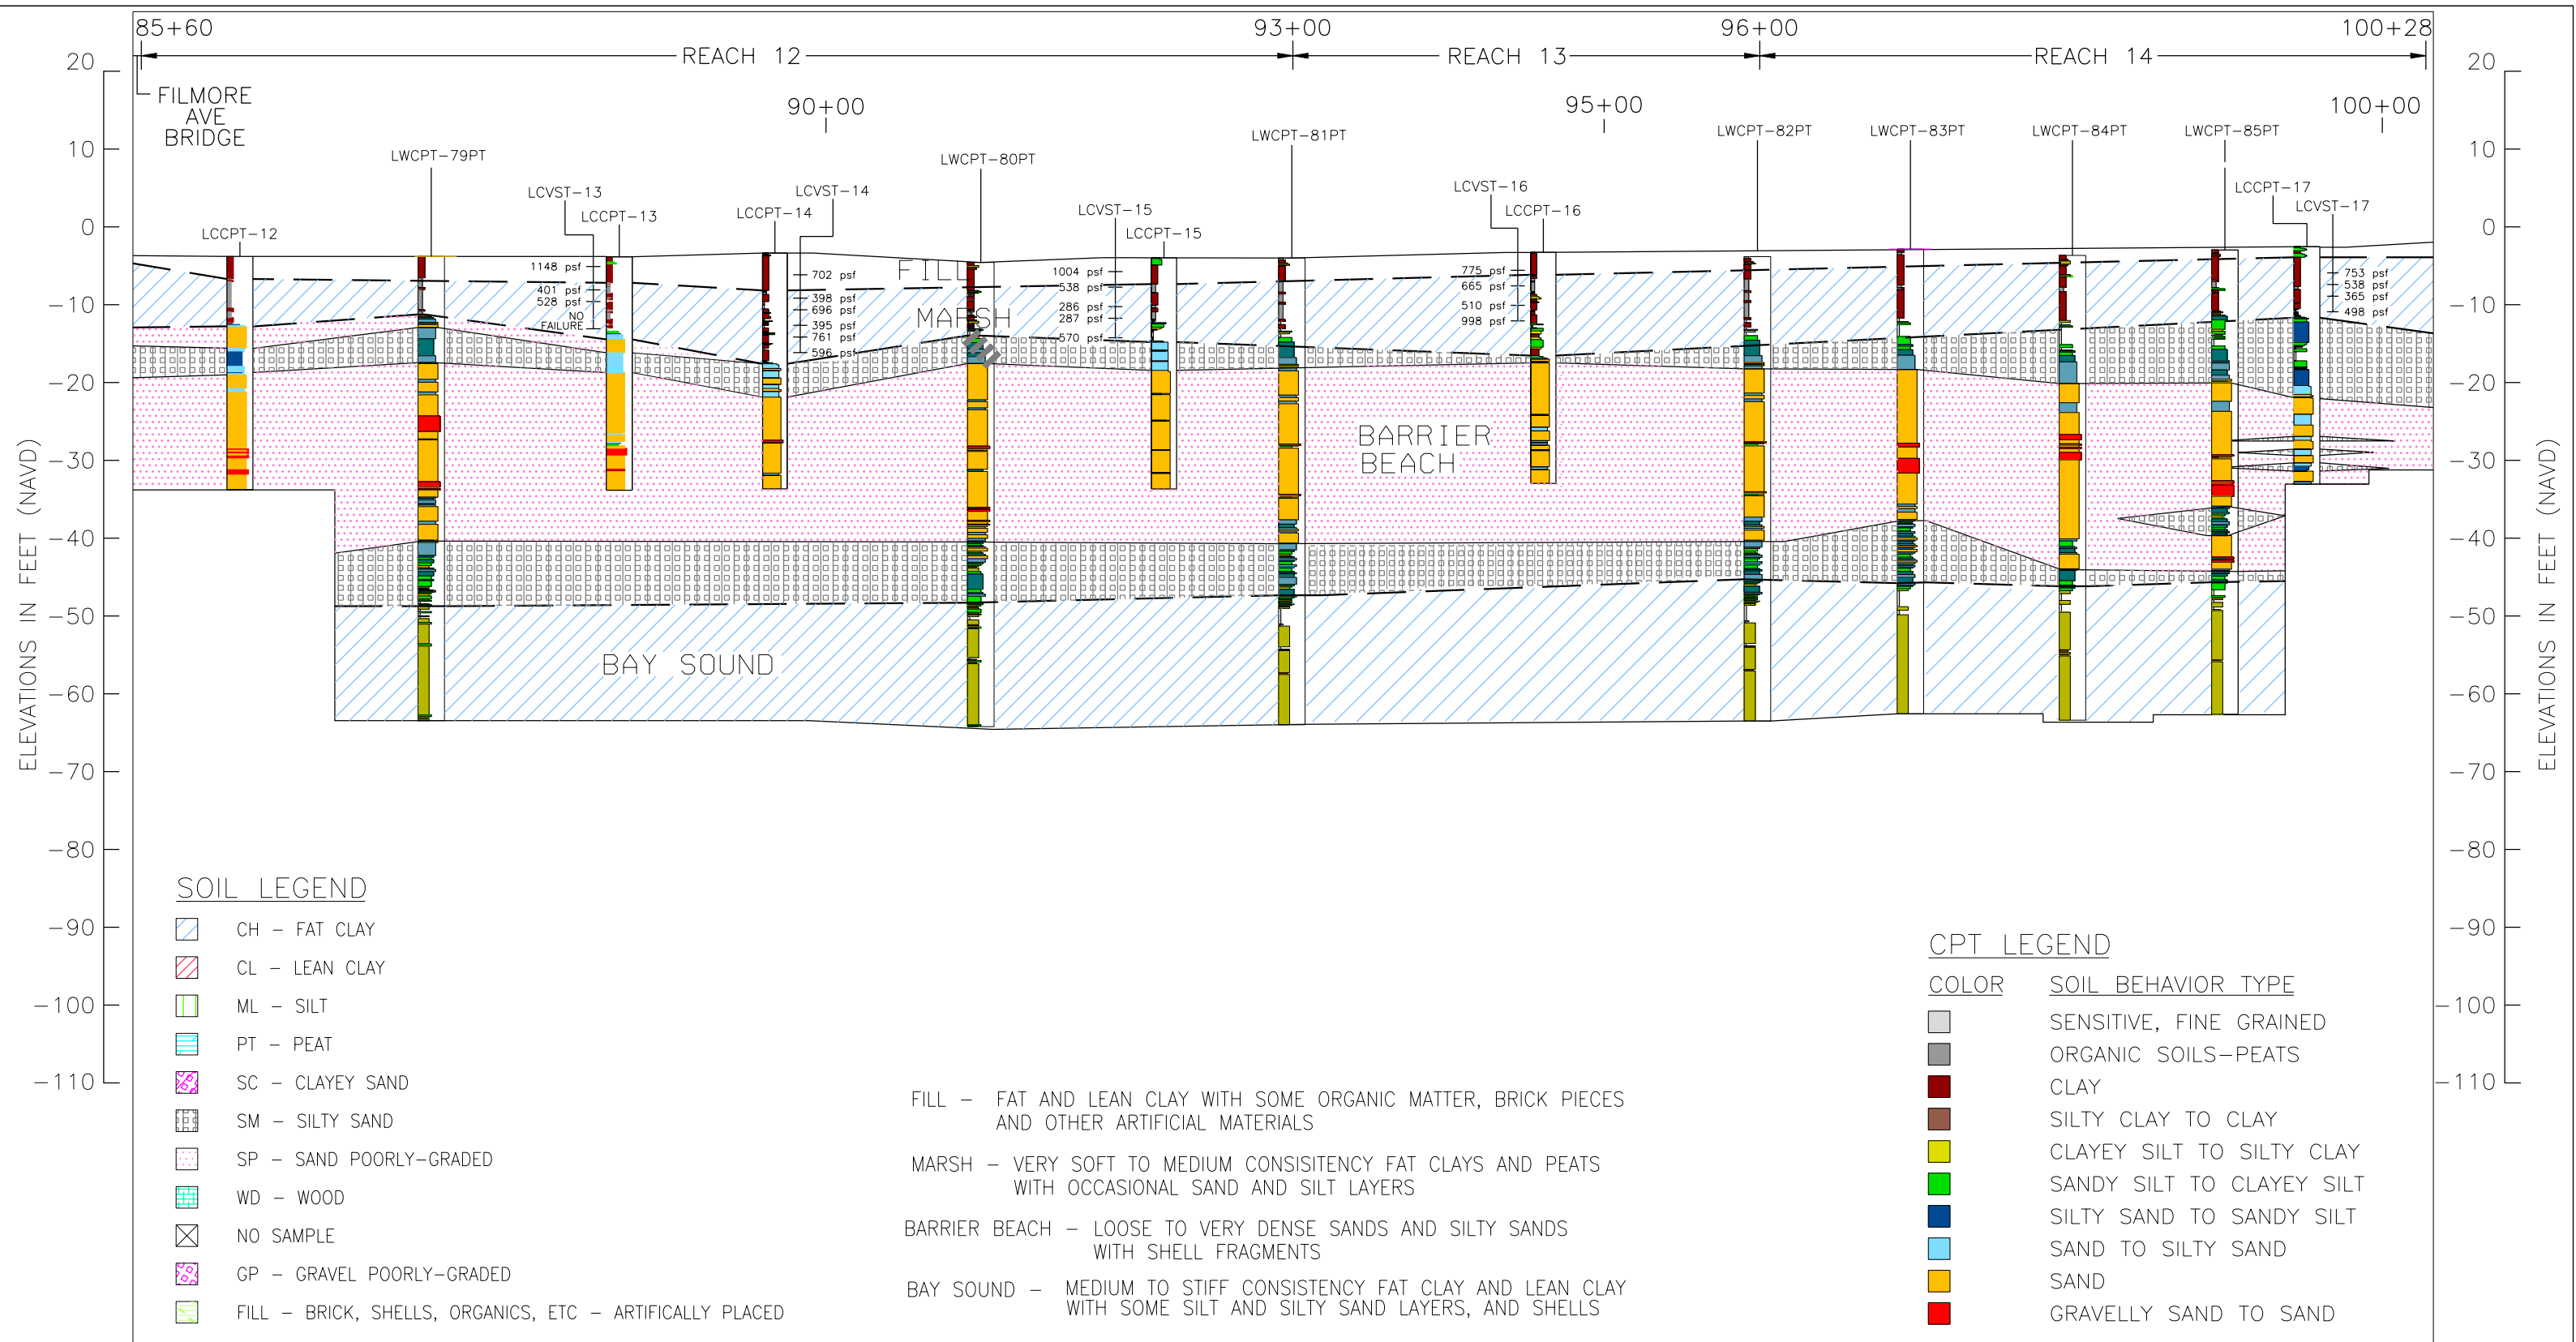 85+60
93+00
96+00
100+28
REACH 12
REACH 13
REACH 14
20
20
FILMORE
AVE
BRIDGE
90+00
95+00
100+00
10
10
LWCPT-79PT
LWCPT-80PT
LWCPT-81PT
LWCPT-82PT
LWCPT-83PT
LWCPT-84PT
LWCPT-85PT
LCVST-13
LCVST-14
LCVST-15
LCVST-16
LCCPT-17
LCVST-17
LCCPT-12
LCCPT-13
LCCPT-14
LCCPT-15
LCCPT-16
0
0
1148 psf
401 psf
528 psf
NO
FAILURE
702 psf
398 psf
696 psf
395 psf
761 psf
596 psf
1004 psf
538 psf
286 psf
287 psf
570 psf
775 psf
665 psf
510 psf
998 psf
753 psf
538 psf
365 psf
498 psf
FILL
MARSH
BARRIER
BEACH
BAY SOUND
-10
-20
-30
-40
-50
-60
-70
-80
-90
-100
-110
-10
-20
-30
-40
-50
-60
-70
-80
-90
-100
-110
ELEVATIONS IN FEET (NAVD)
ELEVATIONS IN FEET (NAVD)
SOIL LEGEND
CH - FAT CLAY
CL - LEAN CLAY
ML - SILT
PT - PEAT
SC - CLAYEY SAND
SM - SILTY SAND
SP - SAND POORLY-GRADED
WD - WOOD
NO SAMPLE
GP - GRAVEL POORLY-GRADED
FILL - BRICK, SHELLS, ORGANICS, ETC - ARTIFICALLY PLACED
FILL - FAT AND LEAN CLAY WITH SOME ORGANIC MATTER, BRICK PIECES
AND OTHER ARTIFICIAL MATERIALS
MARSH - VERY SOFT TO MEDIUM CONSISITENCY FAT CLAYS AND PEATS
WITH OCCASIONAL SAND AND SILT LAYERS
BARRIER BEACH - LOOSE TO VERY DENSE SANDS AND SILTY SANDS
WITH SHELL FRAGMENTS
BAY SOUND - MEDIUM TO STIFF CONSISTENCY FAT CLAY AND LEAN CLAY
WITH SOME SILT AND SILTY SAND LAYERS, AND SHELLS
CPT LEGEND
COLOR SOIL BEHAVIOR TYPE
SENSITIVE, FINE GRAINED
ORGANIC SOILS-PEATS
CLAY
SILTY CLAY TO CLAY
CLAYEY SILT TO SILTY CLAY
SANDY SILT TO CLAYEY SILT
SILTY SAND TO SANDY SILT
SAND TO SILTY SAND
SAND
GRAVELLY SAND TO SAND